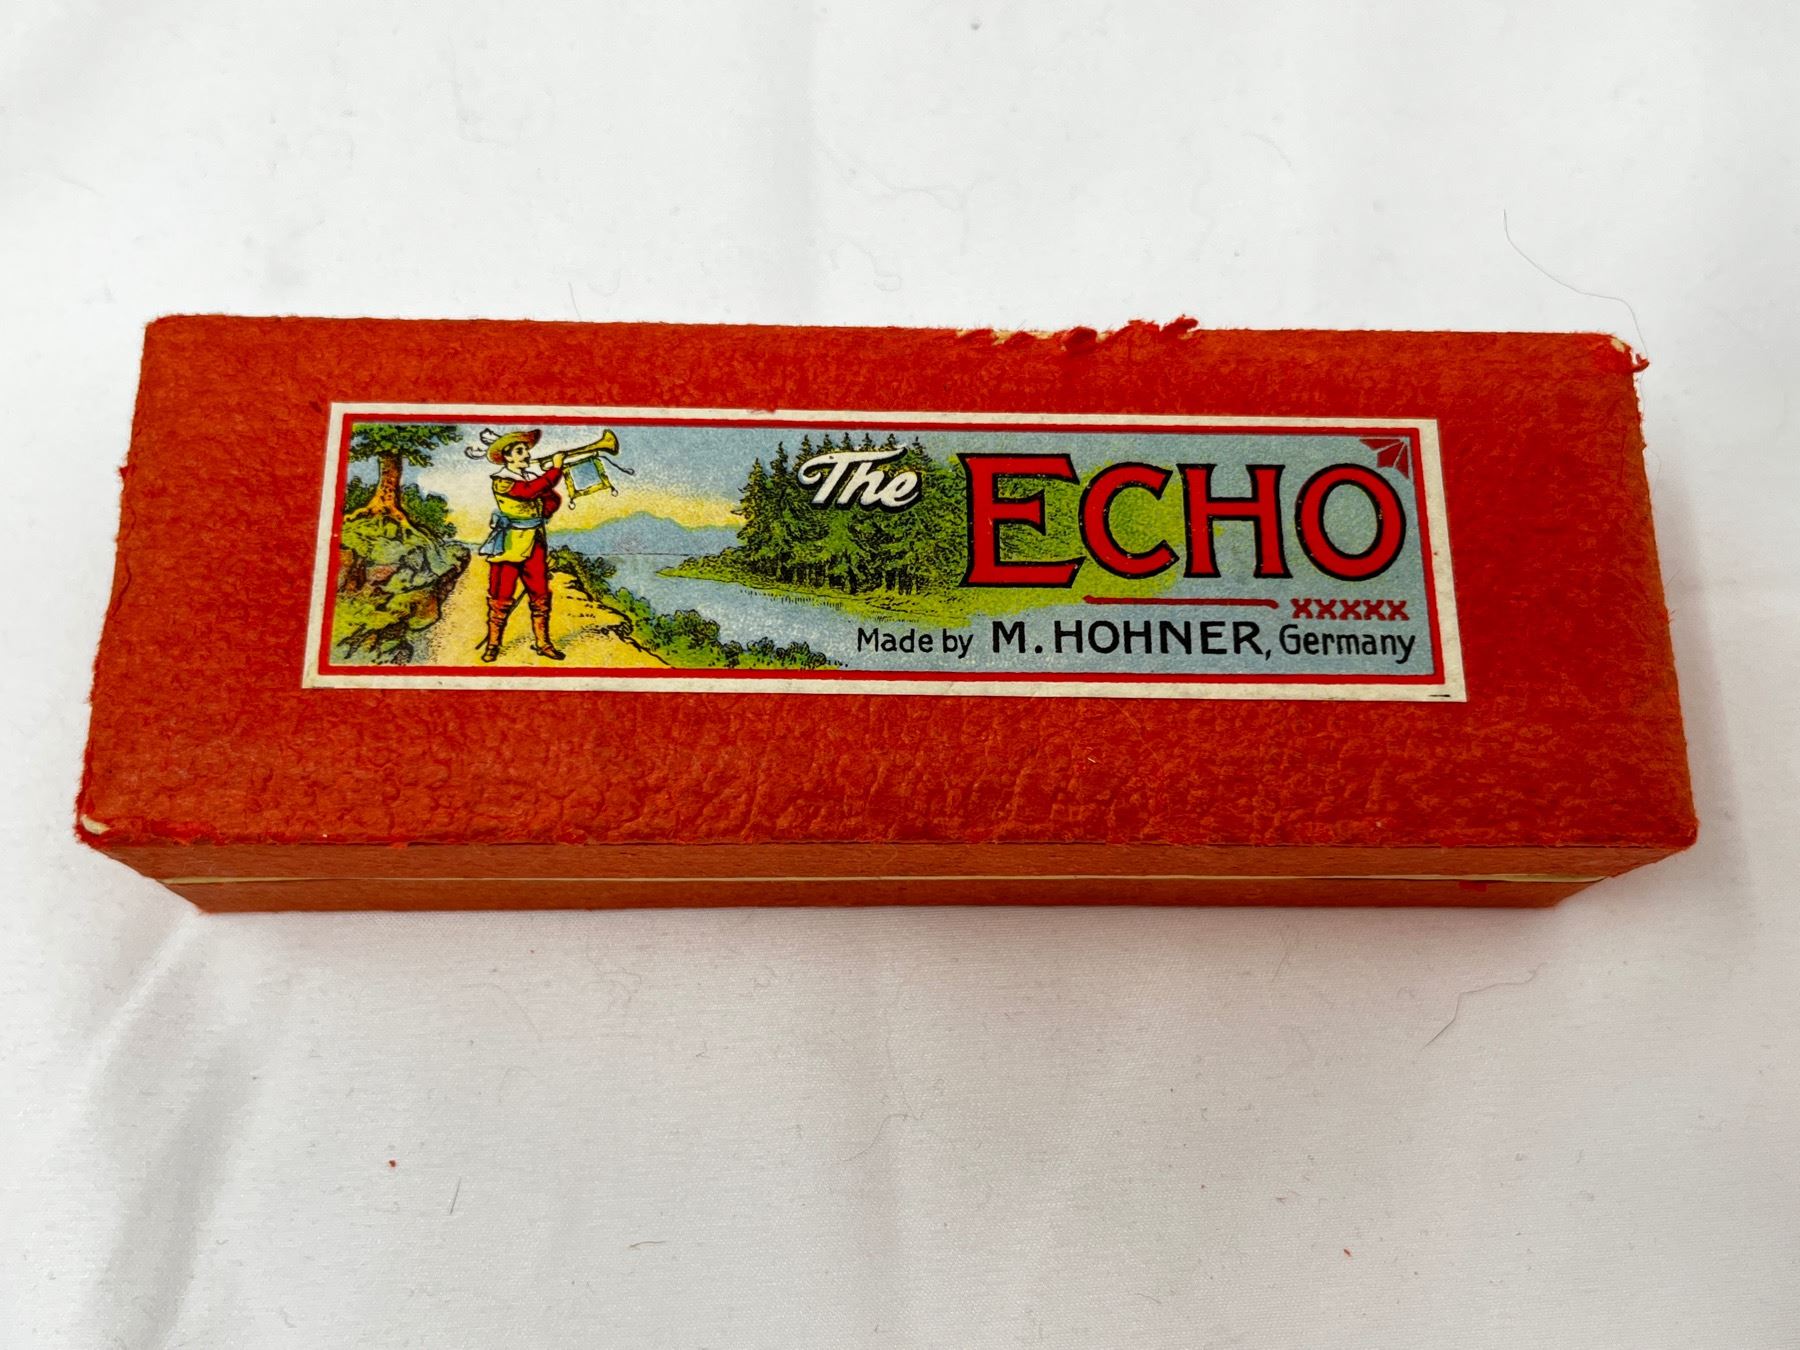 The ECHO
xxxxx
Made by M. HOHNER, Germany